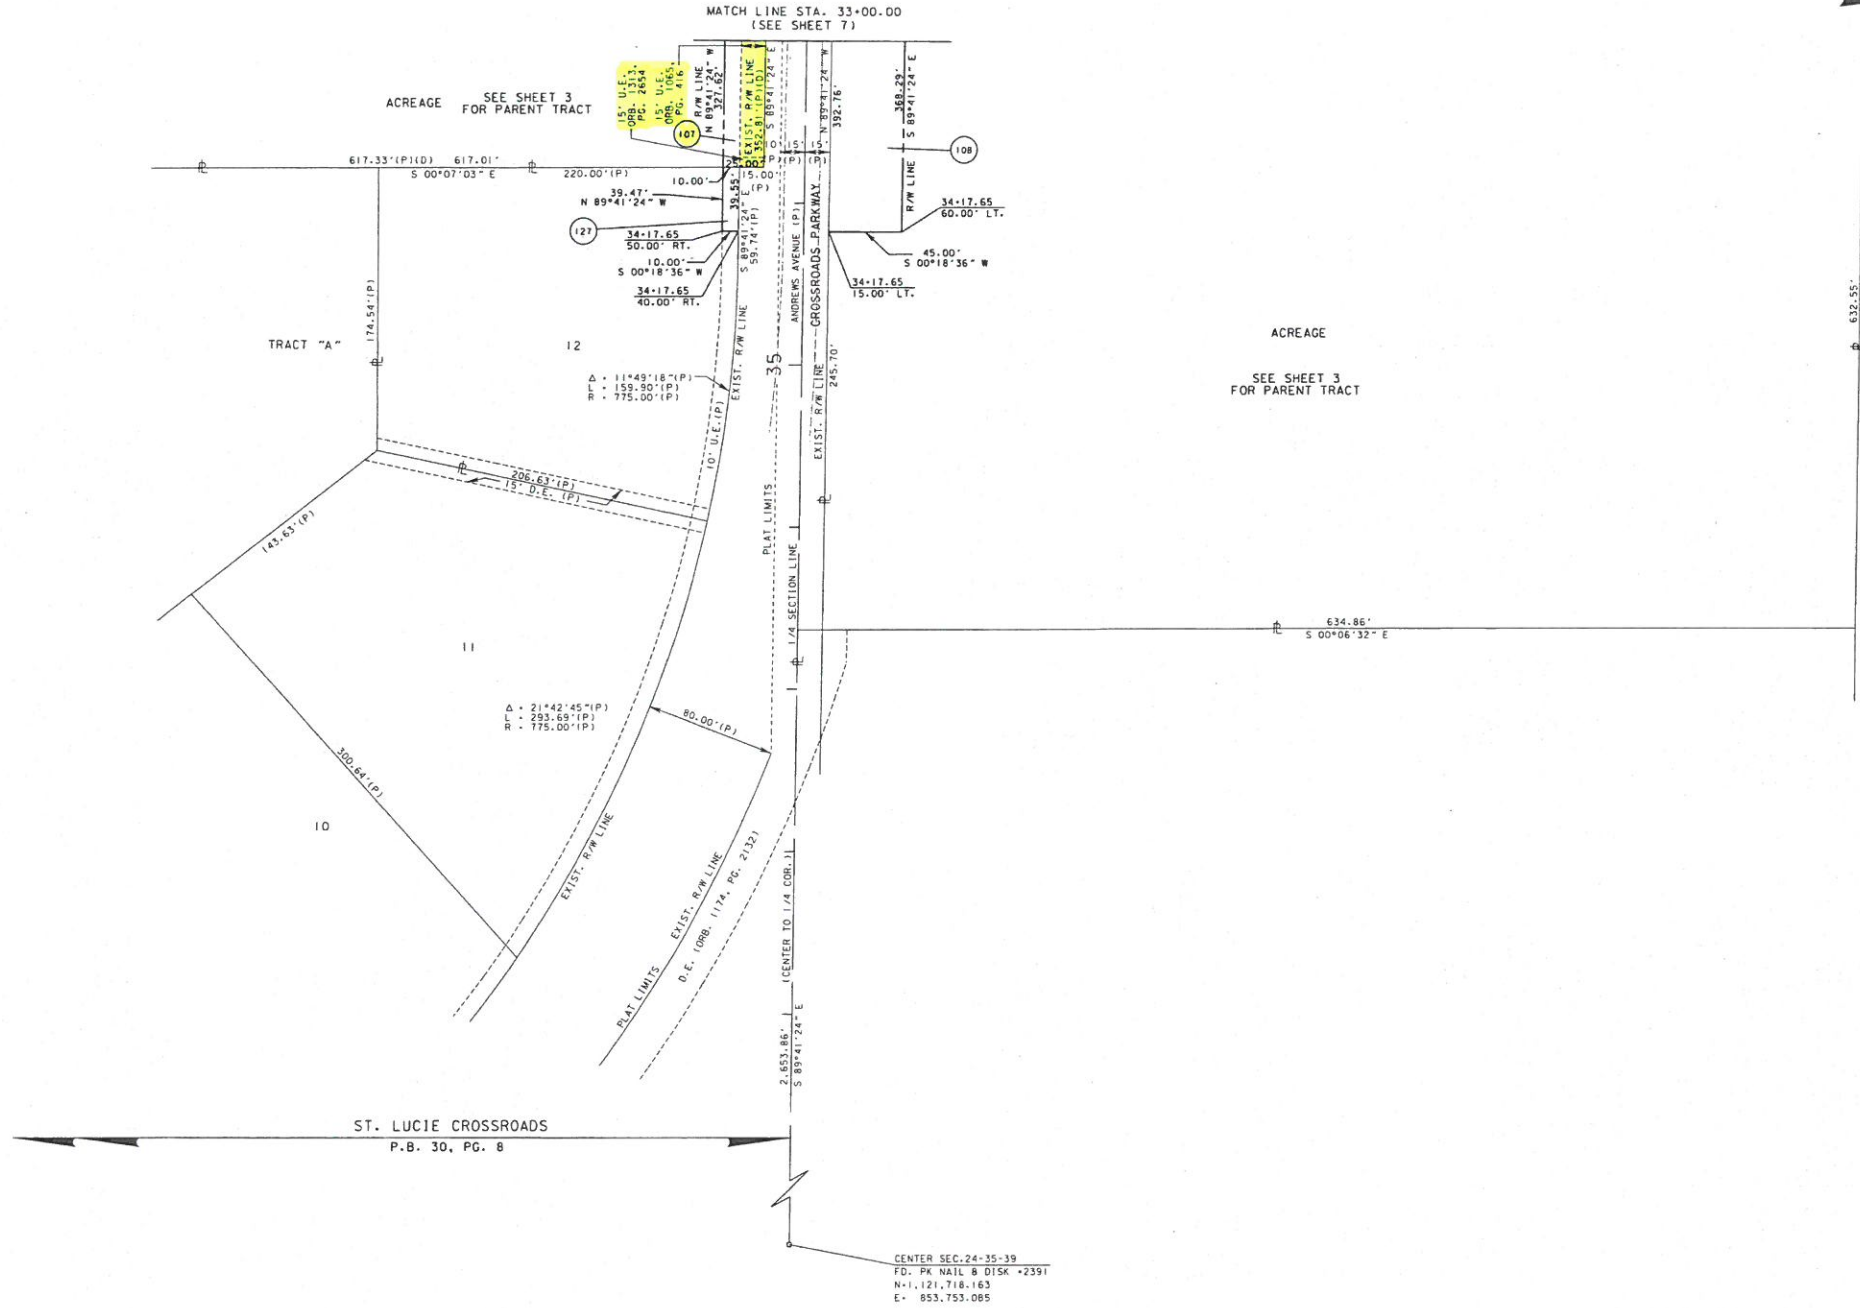 MATCH LINE STA. 33+00.00
(SEE SHEET 7)
ACREAGE
SEE SHEET 3
FOR PARENT TRACT
15' U.E.
ORB. 1313,
PG. 2654
15' U.E.
ORB. 1065,
PG. 416
R/W LINE
N 89°41'24" W
327.62'
EXIST. R/W LINE
352.81'(P)(D)
S 89°41'24" E
N 89°41'24" W
392.76'
368.29'
R/W LINE S 89°41'24" E
107
108
10'
15'
15'
(P)
(P)
(P)
617.33'(P)(D) 617.01'
S 00°07'03" E
220.00'(P)
25.00'
10.00'
15.00'
(P)
39.47'
N 89°41'24" W
39.55'
S 89°41'24" E
59.74'(P)
127
34+17.65
50.00' RT.
10.00'
S 00°18'36" W
34+17.65
40.00' RT.
34+17.65
60.00' LT.
45.00'
S 00°18'36" W
34+17.65
15.00' LT.
ANDREWS AVENUE (P)
CROSSROADS PARKWAY
174.54'(P)
TRACT "A"
12
EXIST. R/W LINE
35
EXIST. R/W LINE
245.70'
Δ = 11°49'18"(P)
L = 159.90'(P)
R = 775.00'(P)
10' U.E.(P)
ACREAGE
SEE SHEET 3
FOR PARENT TRACT
632.55'
206.63'(P)
15' D.E. (P)
143.63'(P)
PLAT LIMITS
1/4 SECTION LINE
634.86'
S 00°06'32" E
11
Δ = 21°42'45"(P)
L = 293.69'(P)
R = 775.00'(P)
80.00'(P)
300.64'(P)
10
EXIST. R/W LINE
PLAT LIMITS
EXIST. R/W LINE
D.E. (ORB. 1174, PG. 2132)
(CENTER TO 1/4 COR.)
2,653.86'
S 89°41'24" E
ST. LUCIE CROSSROADS
P.B. 30, PG. 8
CENTER SEC.24-35-39
FD. PK NAIL & DISK #2391
N=1,121,718.163
E= 853,753.085